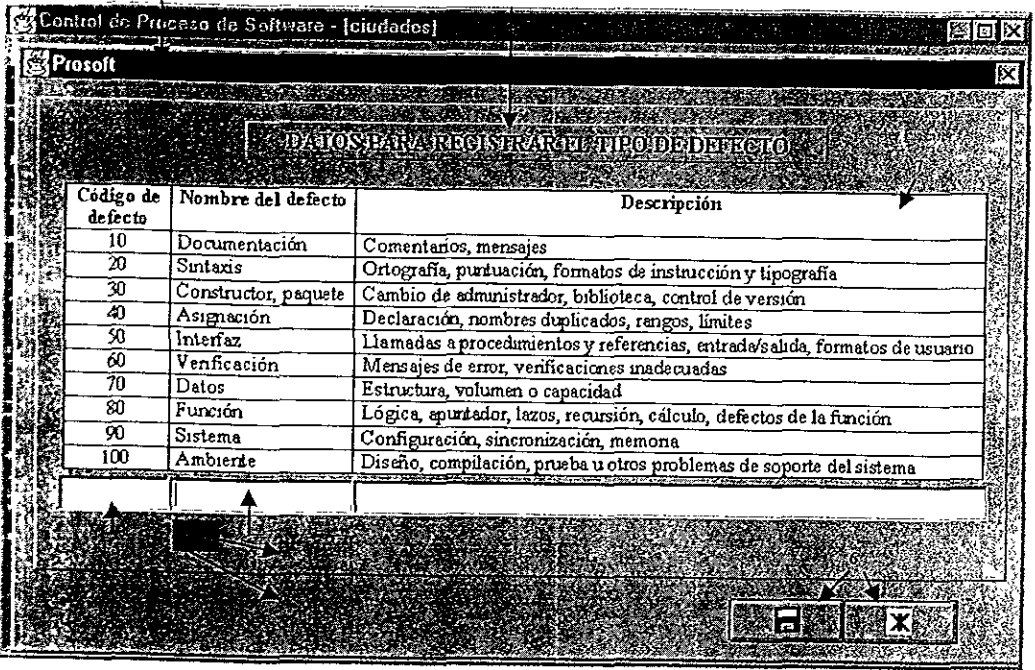 Control de Proceso de Software - [ciudados]
Prosoft
DATOS PARA REGISTRAR EL TIPO DE DEFECTO
Código de defecto Nombre del defecto Descripción
10 Documentación Comentarios, mensajes
20 Sintaxis Ortografía, puntuación, formatos de instrucción y tipografía
30 Constructor, paquete Cambio de administrador, biblioteca, control de versión
40 Asignación Declaración, nombres duplicados, rangos, límites
50 Interfaz Llamadas a procedimientos y referencias, entrada/salida, formatos de usuario
60 Verificación Mensajes de error, verificaciones inadecuadas
70 Datos Estructura, volumen o capacidad
80 Función Lógica, apuntador, lazos, recursión, cálculo, defectos de la función
90 Sistema Configuración, sincronización, memoria
100 Ambiente Diseño, compilación, prueba u otros problemas de soporte del sistema